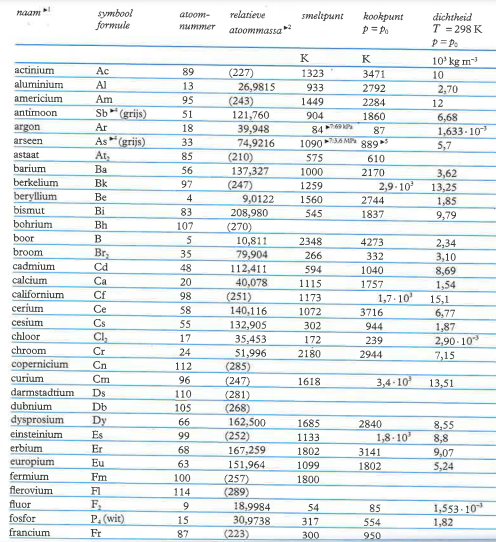 naam ►1 symbool atoom- relatieve smeltpunt kookpunt dichtheid
formule nummer atoommassa ►2 p = p₀ T = 298 K
p = p₀
K K 10³ kg m⁻³
actinium Ac 89 (227) 1323 3471 10
aluminium Al 13 26,9815 933 2792 2,70
americium Am 95 (243) 1449 2284 12
antimoon Sb ►4 (grijs) 51 121,760 904 1860 6,68
argon Ar 18 39,948 84 ►7:69 kPa 87 1,633·10⁻³
arseen As ►4 (grijs) 33 74,9216 1090 ►7:3,6 MPa 889 ►5 5,7
astaat At₂ 85 (210) 575 610
barium Ba 56 137,327 1000 2170 3,62
berkelium Bk 97 (247) 1259 2,9·10³ 13,25
beryllium Be 4 9,0122 1560 2744 1,85
bismut Bi 83 208,980 545 1837 9,79
bohrium Bh 107 (270)
boor B 5 10,811 2348 4273 2,34
broom Br₂ 35 79,904 266 332 3,10
cadmium Cd 48 112,411 594 1040 8,69
calcium Ca 20 40,078 1115 1757 1,54
californium Cf 98 (251) 1173 1,7·10³ 15,1
cerium Ce 58 140,116 1072 3716 6,77
cesium Cs 55 132,905 302 944 1,87
chloor Cl₂ 17 35,453 172 239 2,90·10⁻³
chroom Cr 24 51,996 2180 2944 7,15
copernicium Cn 112 (285)
curium Cm 96 (247) 1618 3,4·10³ 13,51
darmstadtium Ds 110 (281)
dubnium Db 105 (268)
dysprosium Dy 66 162,500 1685 2840 8,55
einsteinium Es 99 (252) 1133 1,8·10³ 8,8
erbium Er 68 167,259 1802 3141 9,07
europium Eu 63 151,964 1099 1802 5,24
fermium Fm 100 (257) 1800
flerovium Fl 114 (289)
fluor F₂ 9 18,9984 54 85 1,553·10⁻³
fosfor P₄ (wit) 15 30,9738 317 554 1,82
francium Fr 87 (223) 300 950